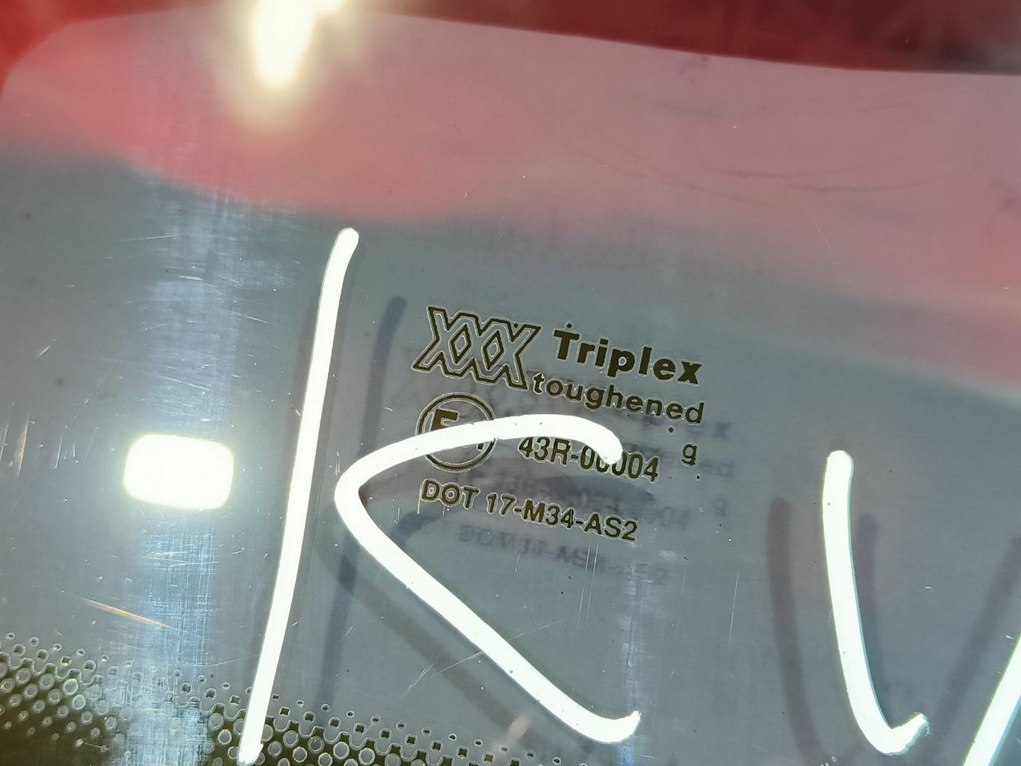 XXX Triplex
toughened
g
43R-00004
DOT 17-M34-AS2
K